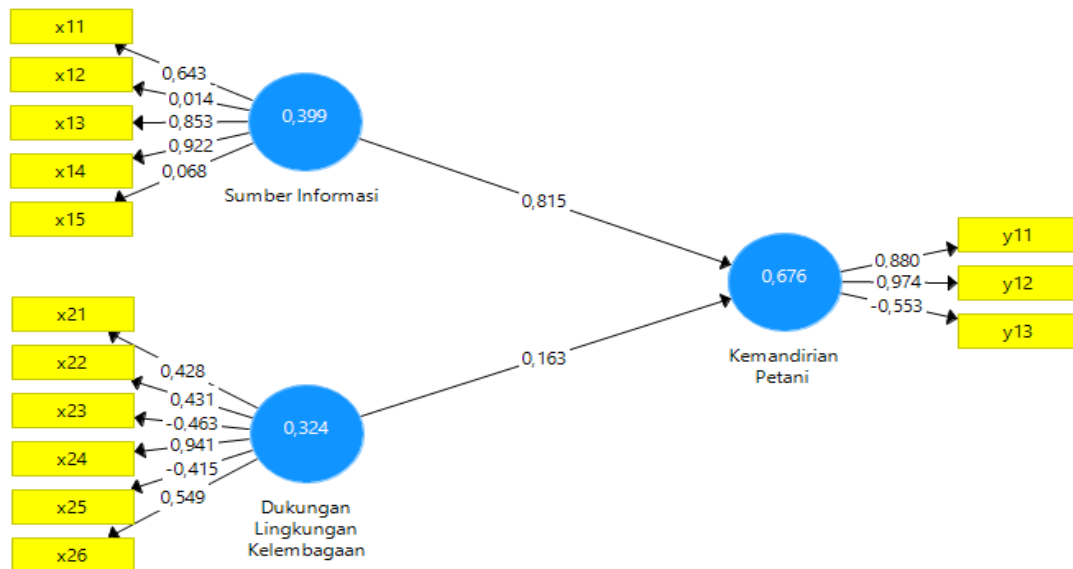 x11
x12
x13
x14
x15
0,643
0,014
0,853
0,922
0,068
0,399
Sumber Informasi
0,815
x21
x22
x23
x24
x25
x26
0,428
0,431
-0,463
0,941
-0,415
0,549
0,324
Dukungan
Lingkungan
Kelembagaan
0,163
0,676
Kemandirian
Petani
0,880
0,974
-0,553
y11
y12
y13